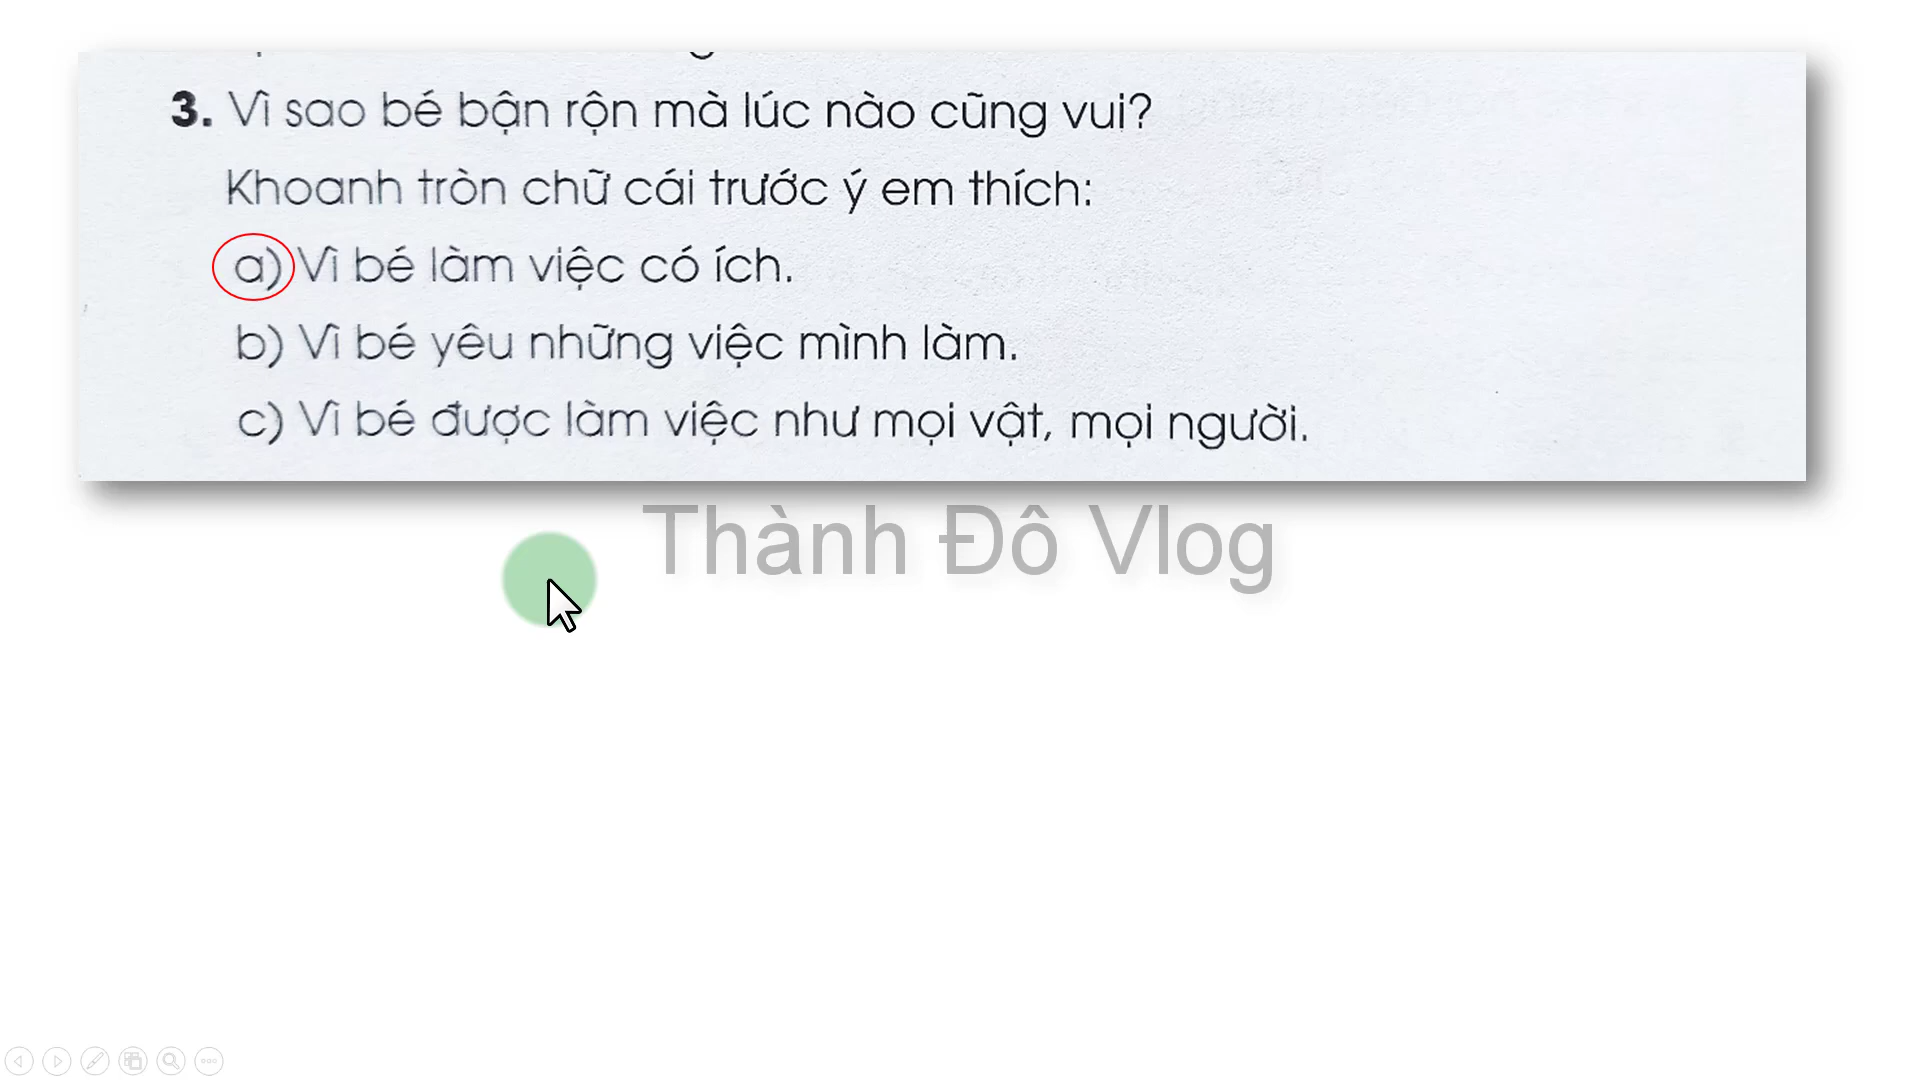 3. Vì sao bé bận rộn mà lúc nào cũng vui?
Khoanh tròn chữ cái trước ý em thích:
a) Vì bé làm việc có ích.
b) Vì bé yêu những việc mình làm.
c) Vì bé được làm việc như mọi vật, mọi người.
Thành Đô Vlog